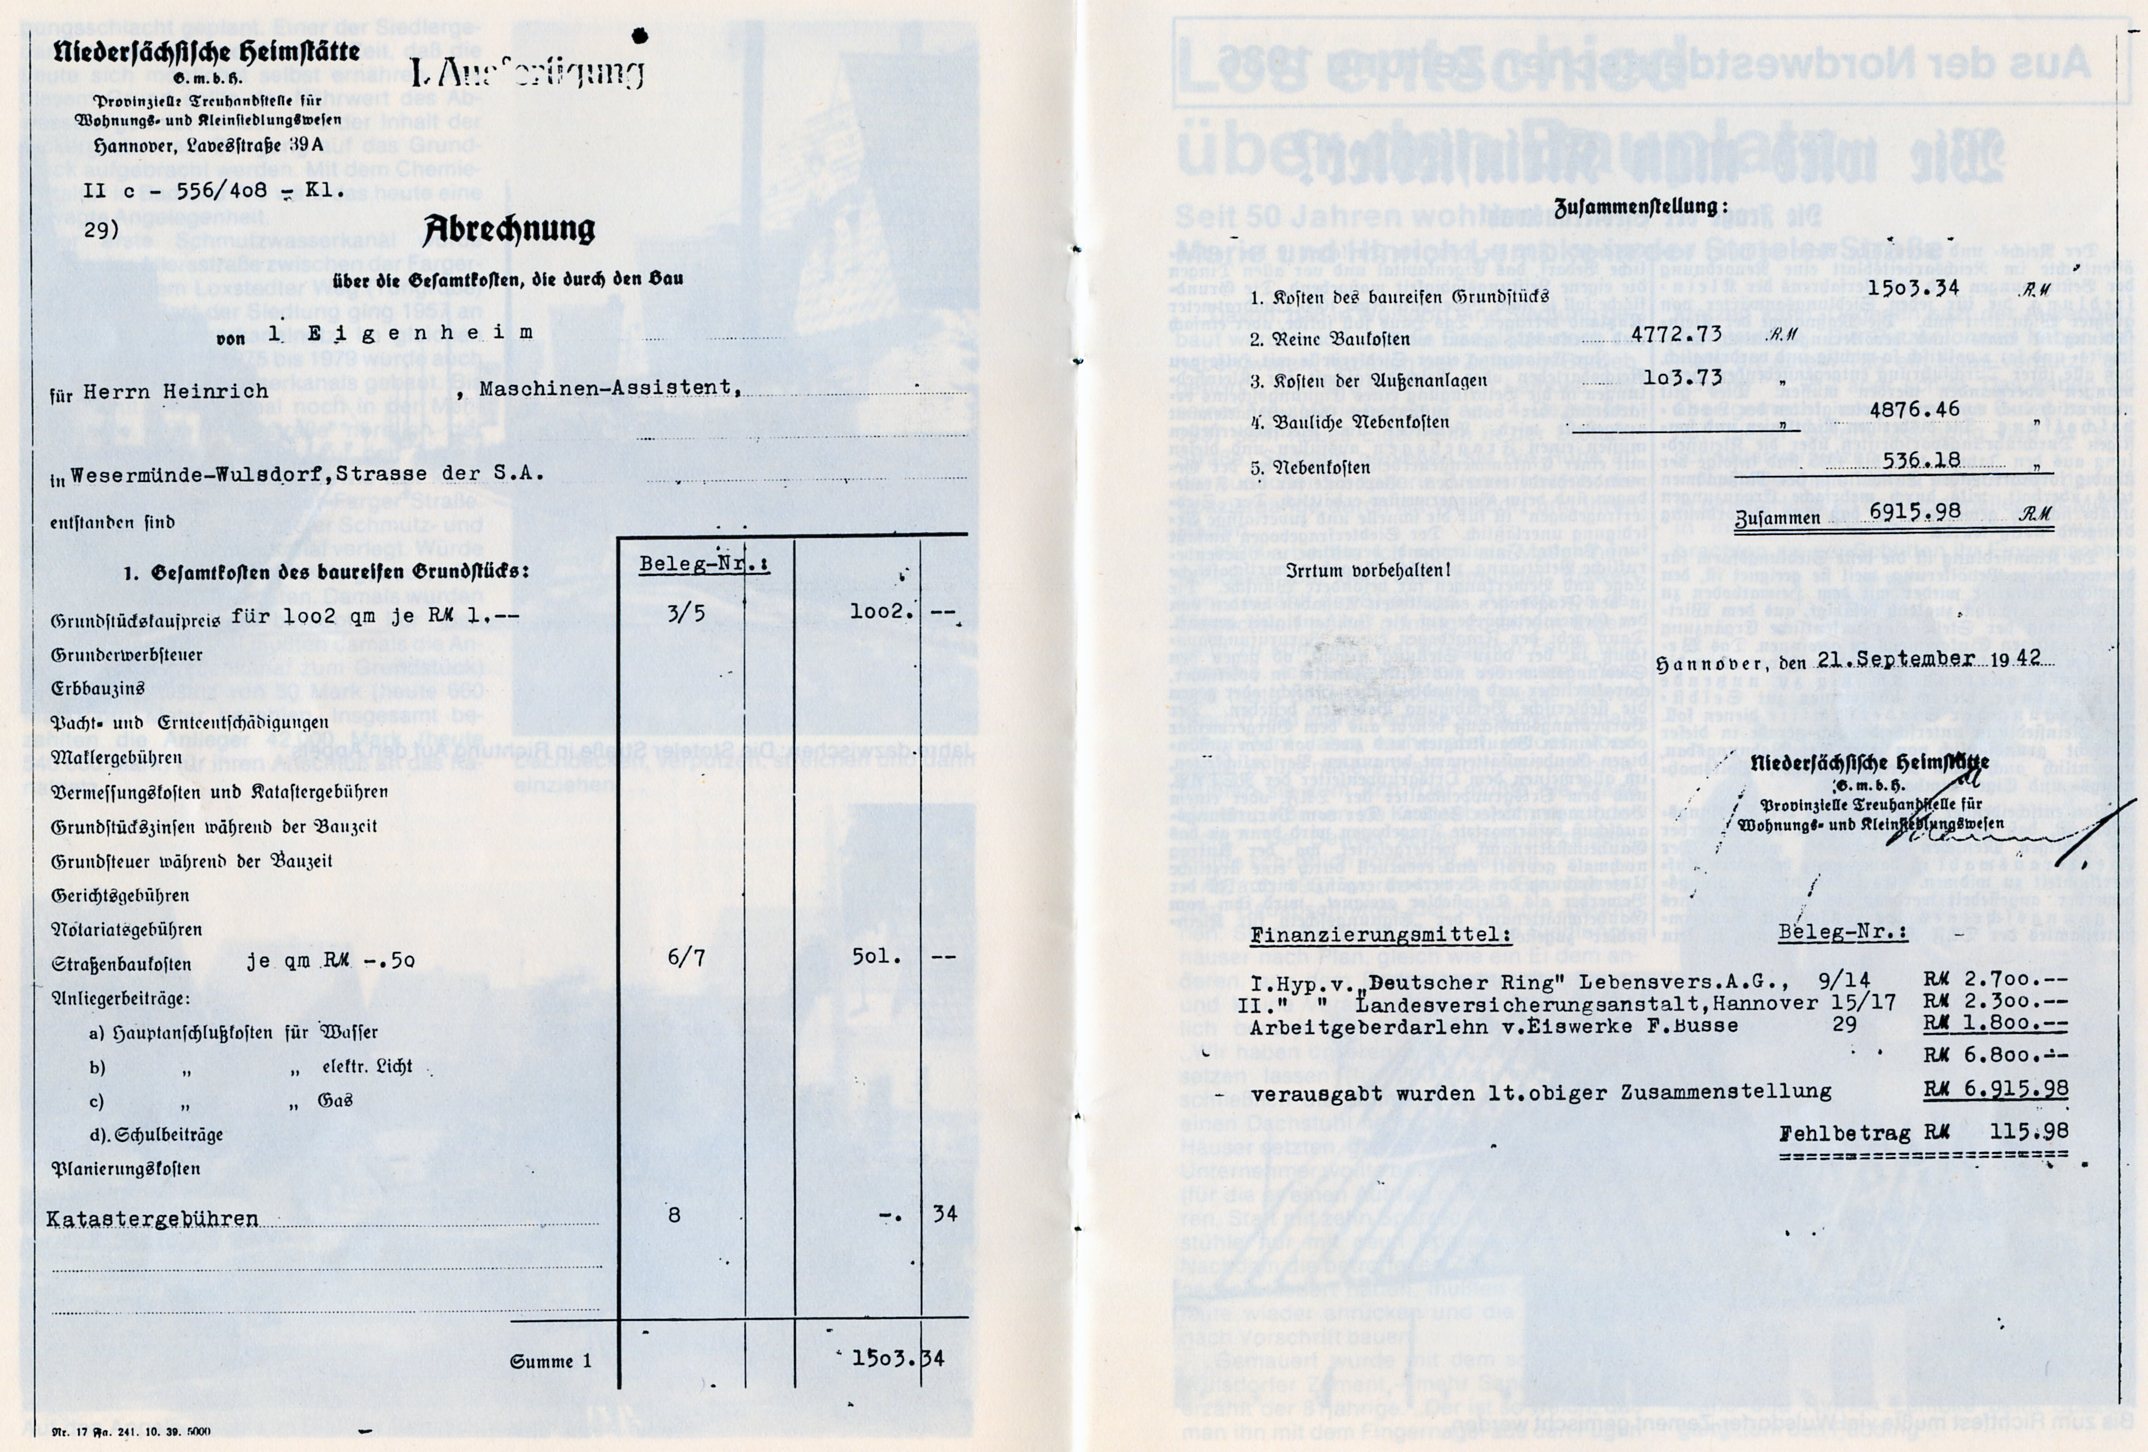 Niedersächsische Heimstätte
G.m.b.H.
Provinzielle Treuhandstelle für
Wohnungs- und Kleinsiedlungswesen
Hannover, Lavesstraße 39A
I. Ausfertigung
II c - 556/408 - Kl.
29)
Abrechnung
über die Gesamtkosten, die durch den Bau
von 1 Eigenheim
für Herrn Heinrich , Maschinen-Assistent,
in Wesermünde-Wulsdorf, Strasse der S.A.
entstanden sind
1. Gesamtkosten des baureifen Grundstücks: Beleg-Nr.:
Grundstückskaufpreis für 1002 qm je RM 1.-- 3/5 1002. --
Grunderwerbsteuer
Erbbauzins
Pacht- und Ernteentschädigungen
Maklergebühren
Vermessungskosten und Katastergebühren
Grundstückszinsen während der Bauzeit
Grundsteuer während der Bauzeit
Gerichtsgebühren
Notariatsgebühren
Straßenbaukosten je qm RM -.50 6/7 501. --
Anliegerbeiträge:
a) Hauptanschlußkosten für Wasser
b) " " elektr. Licht
c) " " Gas
d). Schulbeiträge
Planierungskosten
Katastergebühren 8 -. 34
Summe 1 1503.34
Nr. 17 Fa. 241. 10. 39. 5000
Zusammenstellung:
1. Kosten des baureifen Grundstücks 1503.34 RM
2. Reine Baukosten 4772.73 RM
3. Kosten der Außenanlagen 103.73 "
4. Bauliche Nebenkosten " 4876.46 "
5. Nebenkosten 536.18 "
Zusammen 6915.98 RM
Irrtum vorbehalten!
Hannover, den 21. September 1942
Niedersächsische Heimstätte
G.m.b.H.
Provinzielle Treuhandstelle für
Wohnungs- und Kleinsiedlungswesen
Finanzierungsmittel: Beleg-Nr.:
I.Hyp.v. "Deutscher Ring" Lebensvers.A.G., 9/14 RM 2.700.--
II." " Landesversicherungsanstalt, Hannover 15/17 RM 2.300.--
Arbeitgeberdarlehn v.Eiswerke F.Busse 29 RM 1.800.--
RM 6.800.--
verausgabt wurden lt.obiger Zusammenstellung RM 6.915.98
Fehlbetrag RM 115.98